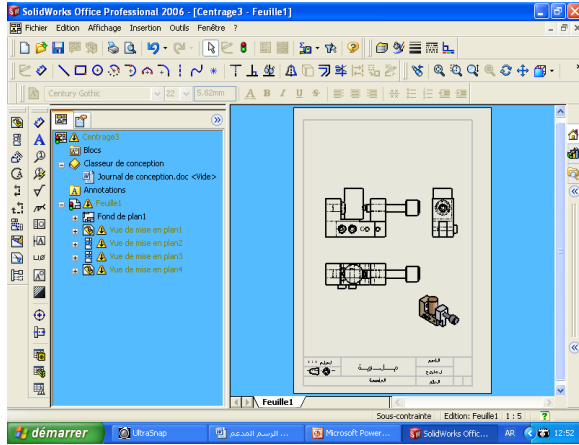 SolidWorks Office Professional 2006 - [Centrage3 - Feuille1]
Fichier Edition Affichage Insertion Outils Fenêtre ?
Century Gothic 22 5.82mm A B I U S
Centrage3
Blocs
Classeur de conception
Journal de conception.doc <Vide>
Annotations
Feuille1
Fond de plan1
Vue de mise en plan1
Vue de mise en plan2
Vue de mise en plan3
Vue de mise en plan4
Feuille1
Sous-contrainte Edition: Feuille1 1 : 5 ?
démarrer UltraSnap الرسم المدعم ... Microsoft Power... SolidWorks Offic... AR 12:52